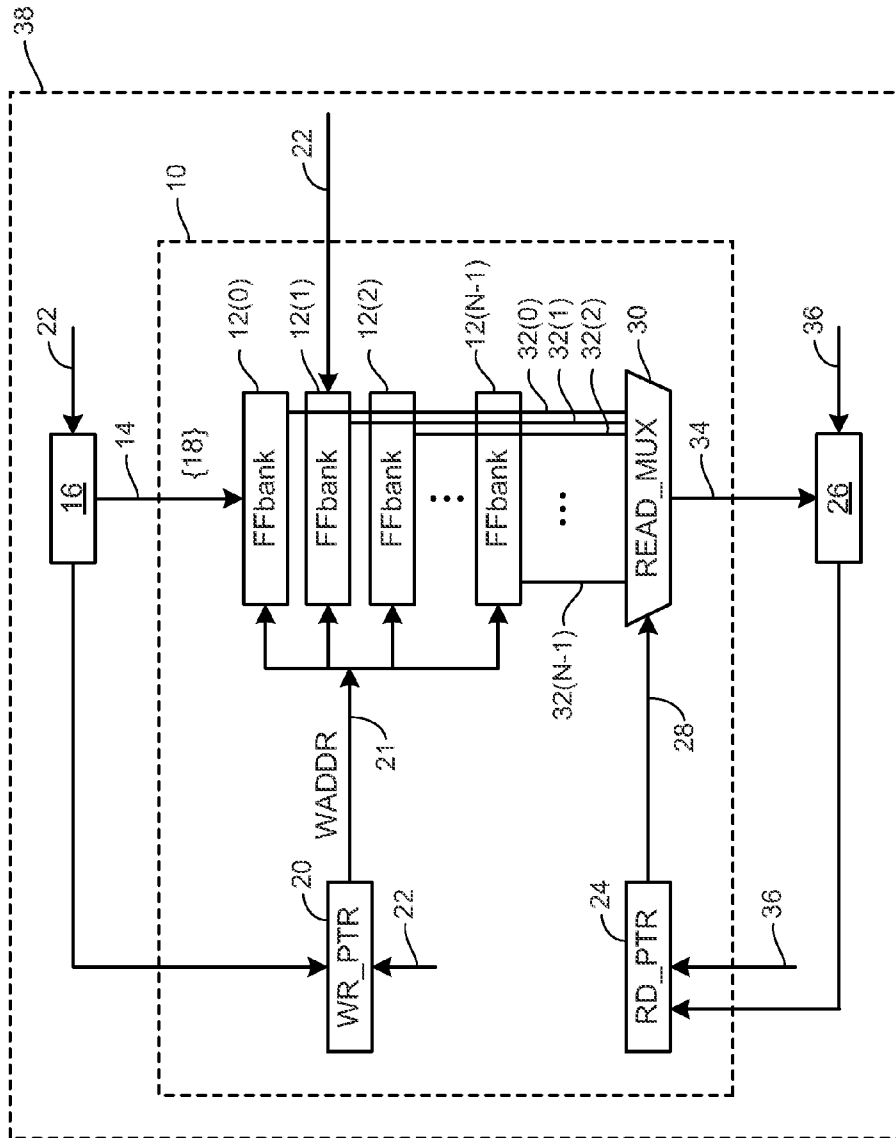 38
22
16
14
{18}
10
22
12(0)
FFbank
12(1)
FFbank
12(2)
FFbank
12(N-1)
FFbank
WADDR
21
20
WR_PTR
22
32(0)
32(1)
32(2)
32(N-1)
30
READ_MUX
28
24
RD_PTR
36
34
36
26